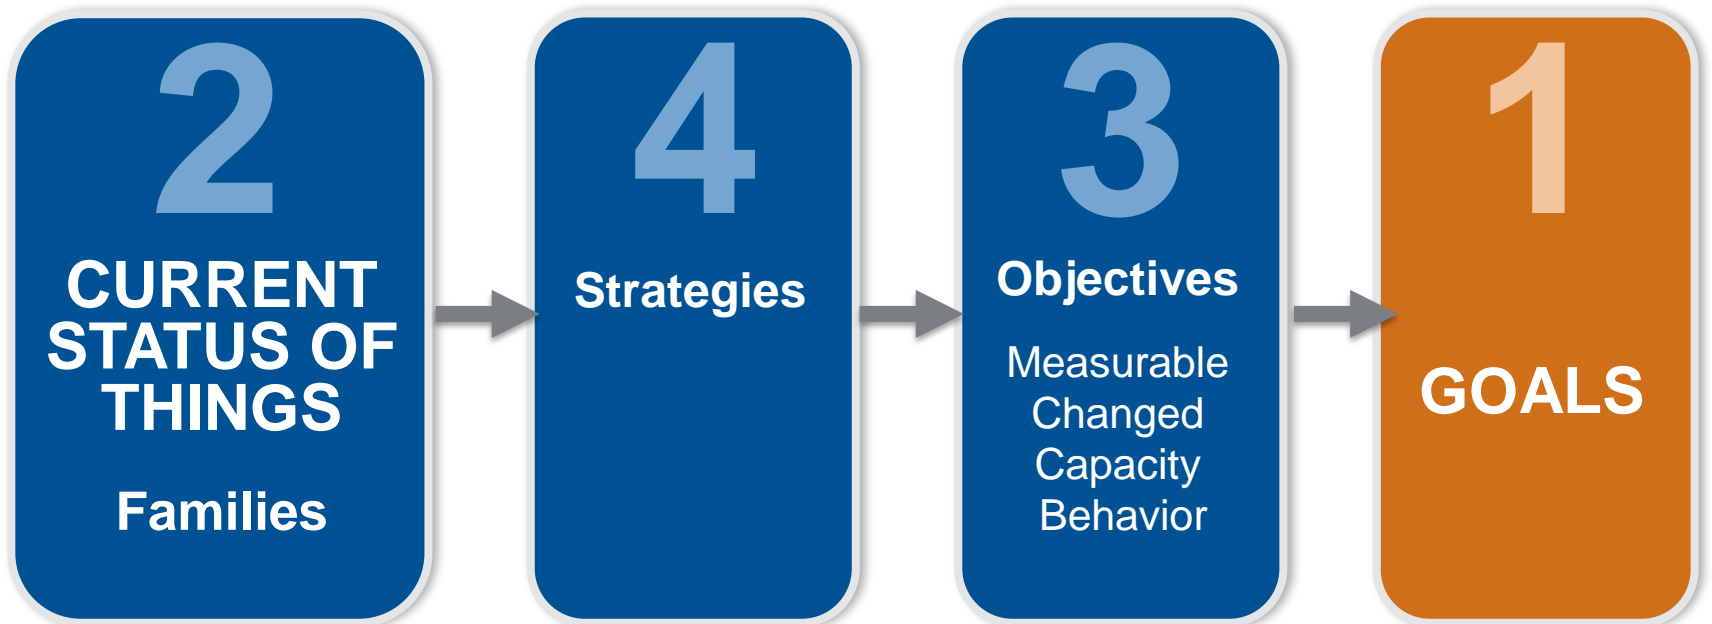 2
CURRENT
STATUS OF
THINGS
Families
4
Strategies
3
Objectives
Measurable
Changed
Capacity
Behavior
1
GOALS